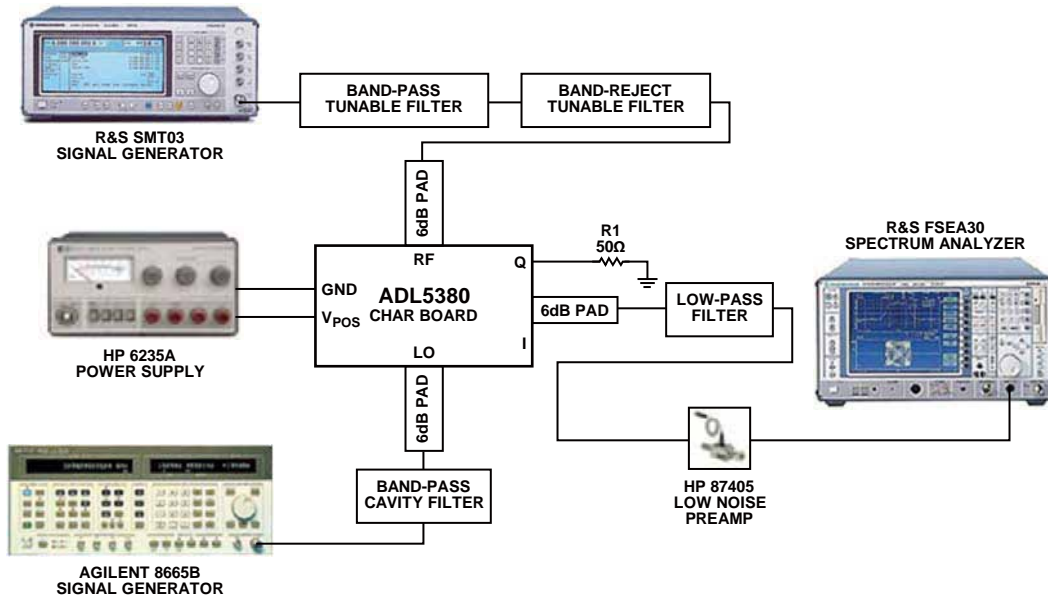 BAND-PASS
TUNABLE FILTER
BAND-REJECT
TUNABLE FILTER
R&S SMT03
SIGNAL GENERATOR
6dB PAD
R1
50Ω
R&S FSEA30
SPECTRUM ANALYZER
RF
Q
GND
ADL5380
CHAR BOARD
6dB PAD
LOW-PASS
FILTER
VPOS
I
LO
HP 6235A
POWER SUPPLY
6dB PAD
BAND-PASS
CAVITY FILTER
HP 87405
LOW NOISE
PREAMP
AGILENT 8665B
SIGNAL GENERATOR